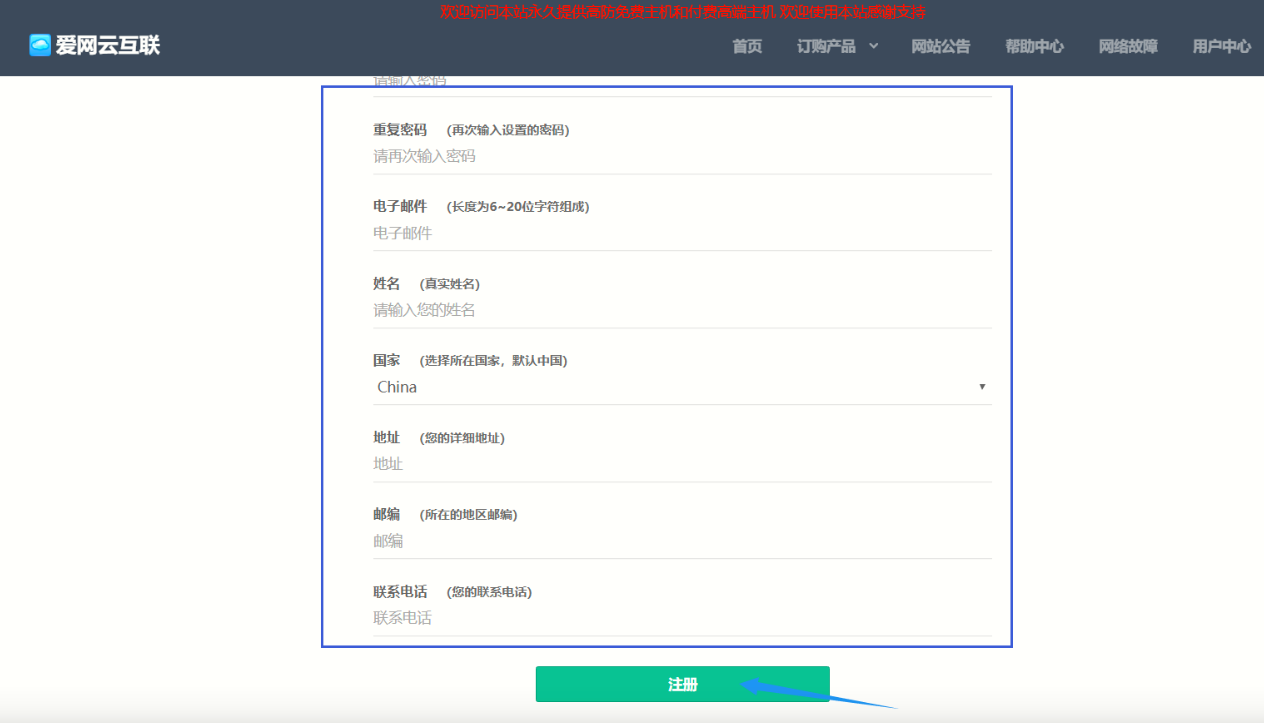 欢迎访问本站永久提供高防免费主机和付费高端主机 欢迎使用本站感谢支持
爱网云互联
首页 订购产品 网站公告 帮助中心 网络故障 用户中心
请输入密码
重复密码 (再次输入设置的密码)
请再次输入密码
电子邮件 (长度为6~20位字符组成)
电子邮件
姓名 (真实姓名)
请输入您的姓名
国家 (选择所在国家，默认中国)
China
地址 (您的详细地址)
地址
邮编 (所在的地区邮编)
邮编
联系电话 (您的联系电话)
联系电话
注册